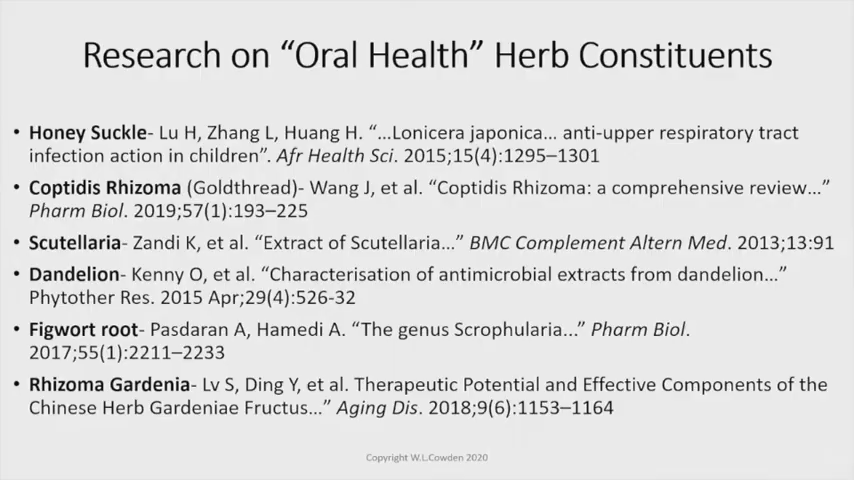 Research on “Oral Health” Herb Constituents
• Honey Suckle- Lu H, Zhang L, Huang H. “…Lonicera japonica… anti-upper respiratory tract
infection action in children”. Afr Health Sci. 2015;15(4):1295–1301
• Coptidis Rhizoma (Goldthread)- Wang J, et al. “Coptidis Rhizoma: a comprehensive review…”
Pharm Biol. 2019;57(1):193–225
• Scutellaria- Zandi K, et al. “Extract of Scutellaria…” BMC Complement Altern Med. 2013;13:91
• Dandelion- Kenny O, et al. “Characterisation of antimicrobial extracts from dandelion…”
Phytother Res. 2015 Apr;29(4):526-32
• Figwort root- Pasdaran A, Hamedi A. “The genus Scrophularia...” Pharm Biol.
2017;55(1):2211–2233
• Rhizoma Gardenia- Lv S, Ding Y, et al. Therapeutic Potential and Effective Components of the
Chinese Herb Gardeniae Fructus…” Aging Dis. 2018;9(6):1153–1164
Copyright W.L.Cowden 2020